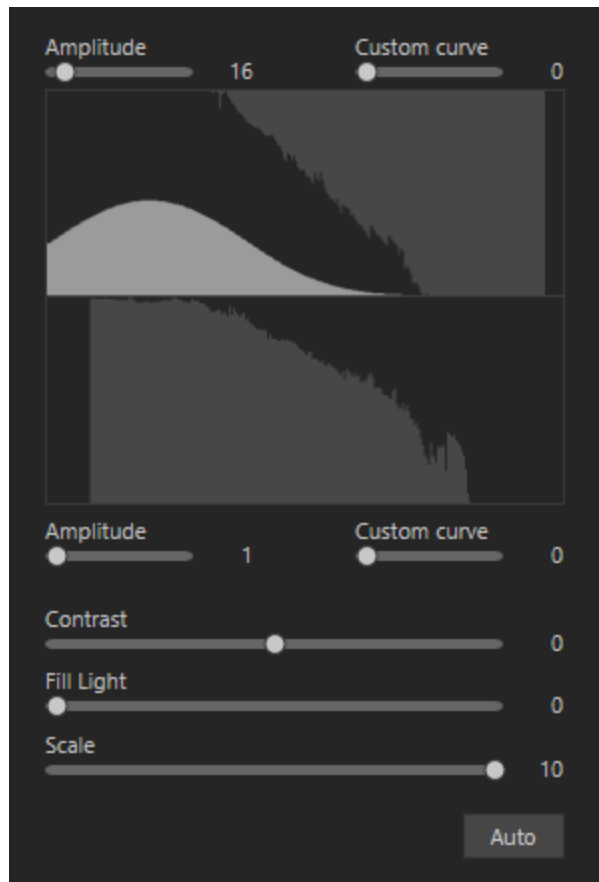 Amplitude Custom curve
16 0
Amplitude Custom curve
1 0
Contrast
0
Fill Light
0
Scale
10
Auto